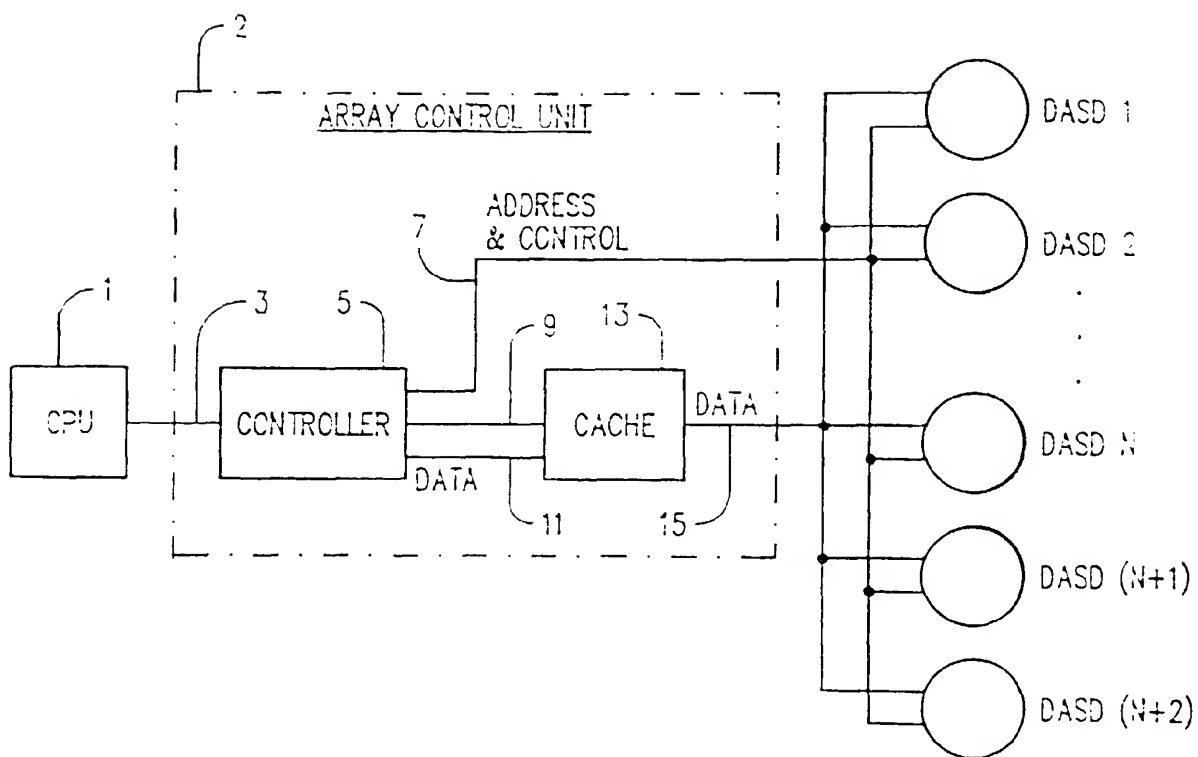 2
ARRAY CONTROL UNIT
DASD 1
ADDRESS
& CONTROL
7
DASD 2
1
3
5
9
13
CPU
CONTROLLER
CACHE
DATA
DASD N
DATA
11
15
DASD (N+1)
DASD (N+2)